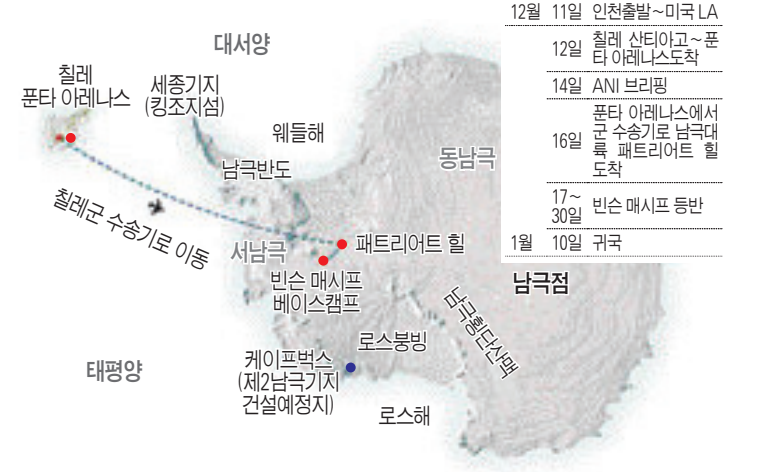 12월 11일 인천출발~미국 LA
12일 칠레 산티아고~푼
타 아레나스도착
14일 ANI 브리핑
16일 푼타 아레나스에서
군 수송기로 남극대
륙 패트리어트 힐
도착
17~
30일 빈슨 매시프 등반
1월 10일 귀국
대서양
칠레
푼타 아레나스
세종기지
(킹조지섬)
웨들해
남극반도
동남극
칠레군 수송기로 이동
서남극
패트리어트 힐
빈슨 매시프
베이스캠프
남극점
남극횡단산맥
로스붕빙
케이프벅스
(제2남극기지
건설예정지)
태평양
로스해